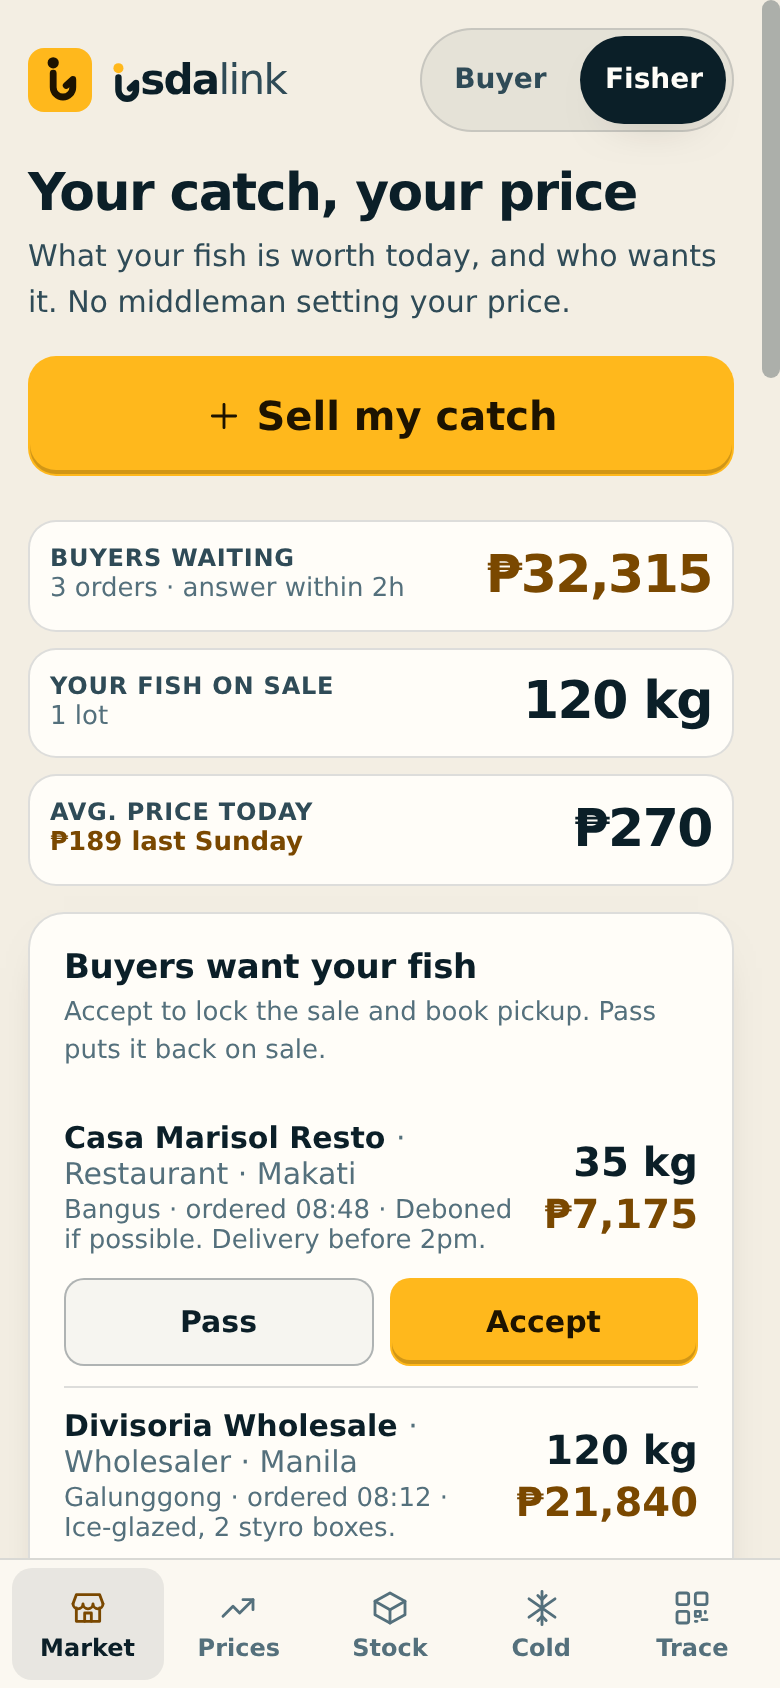 isdalink
Buyer
Fisher
Your catch, your price
What your fish is worth today, and who wants
it. No middleman setting your price.
+ Sell my catch
BUYERS WAITING
3 orders · answer within 2h
₱32,315
YOUR FISH ON SALE
1 lot
120 kg
AVG. PRICE TODAY
₱189 last Sunday
₱270
Buyers want your fish
Accept to lock the sale and book pickup. Pass
puts it back on sale.
Casa Marisol Resto ·
Restaurant · Makati
Bangus · ordered 08:48 · Deboned
if possible. Delivery before 2pm.
35 kg
₱7,175
Pass
Accept
Divisoria Wholesale ·
Wholesaler · Manila
Galunggong · ordered 08:12 ·
Ice-glazed, 2 styro boxes.
120 kg
₱21,840
Market
Prices
Stock
Cold
Trace